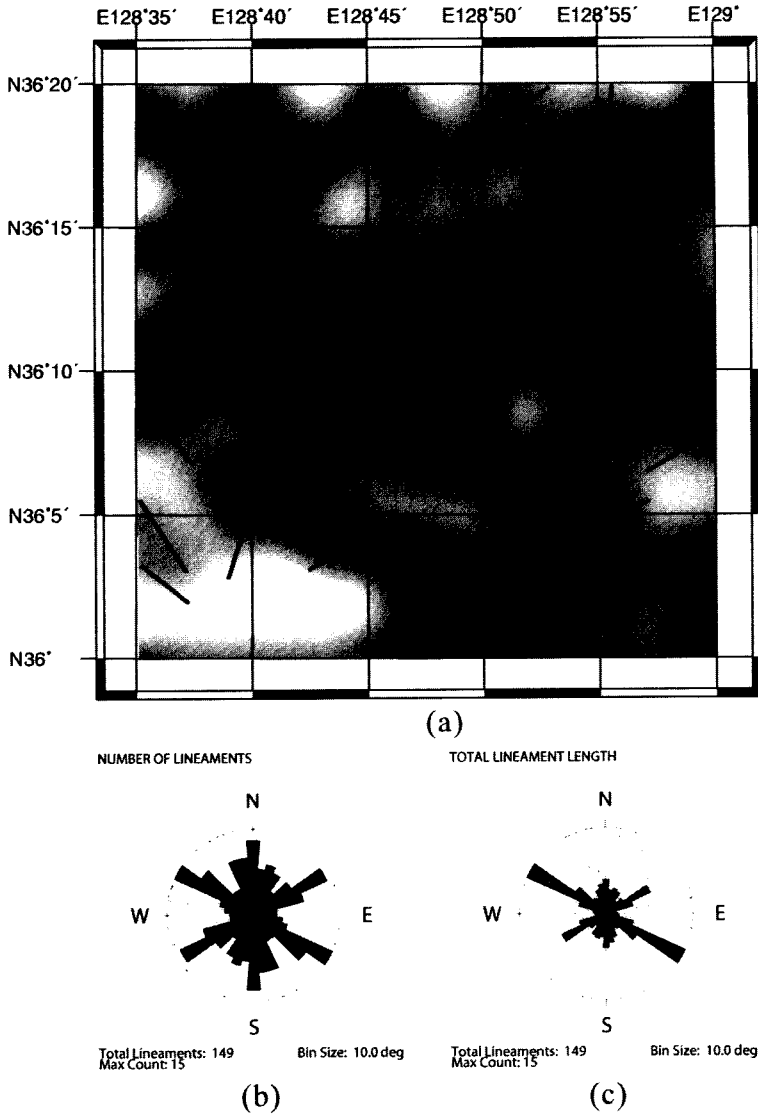 E128°35´ E128°40´ E128°45´ E128°50´ E128°55´ E129°
N36°20´
N36°15´
N36°10´
N36°5´
N36°
(a)
NUMBER OF LINEAMENTS
N
W E
S
Total Lineaments: 149 Bin Size: 10.0 deg
Max Count: 15
(b)
TOTAL LINEAMENT LENGTH
N
W E
S
Total Lineaments: 149 Bin Size: 10.0 deg
Max Count: 15
(c)